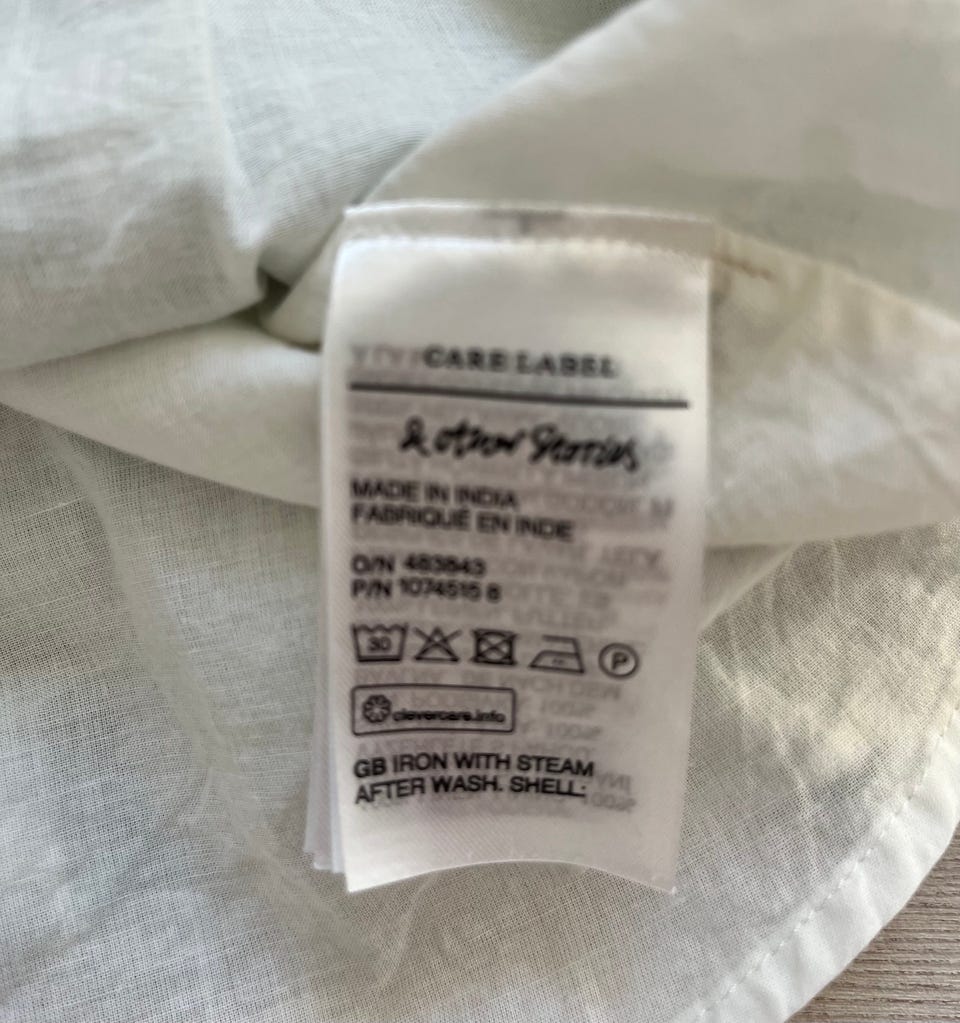 CARE LABEL
& other Stories
MADE IN INDIA
FABRIQUÉ EN INDE
O/N 483843
P/N 1074515 8
30 P
clevercare.info
GB IRON WITH STEAM
AFTER WASH. SHELL: